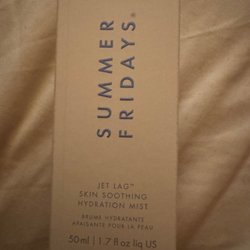 SUMMER
FRIDAYS®
JET LAG™
SKIN SOOTHING
HYDRATION MIST
BRUME HYDRATANTE
APAISANTE POUR LA PEAU
50 ml | 1.7 fl oz liq US